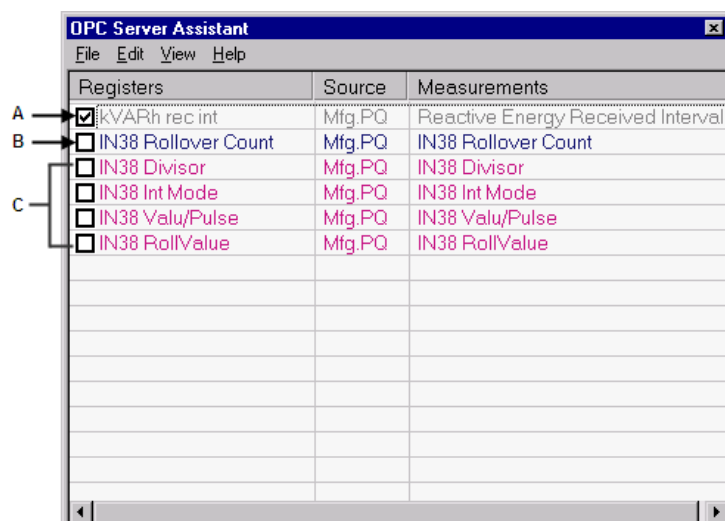 OPC Server Assistant
File Edit View Help
Registers Source Measurements
A kVARh rec int Mfg.PQ Reactive Energy Received Interval
B IN38 Rollover Count Mfg.PQ IN38 Rollover Count
IN38 Divisor Mfg.PQ IN38 Divisor
C IN38 Int Mode Mfg.PQ IN38 Int Mode
IN38 Valu/Pulse Mfg.PQ IN38 Valu/Pulse
IN38 RollValue Mfg.PQ IN38 RollValue